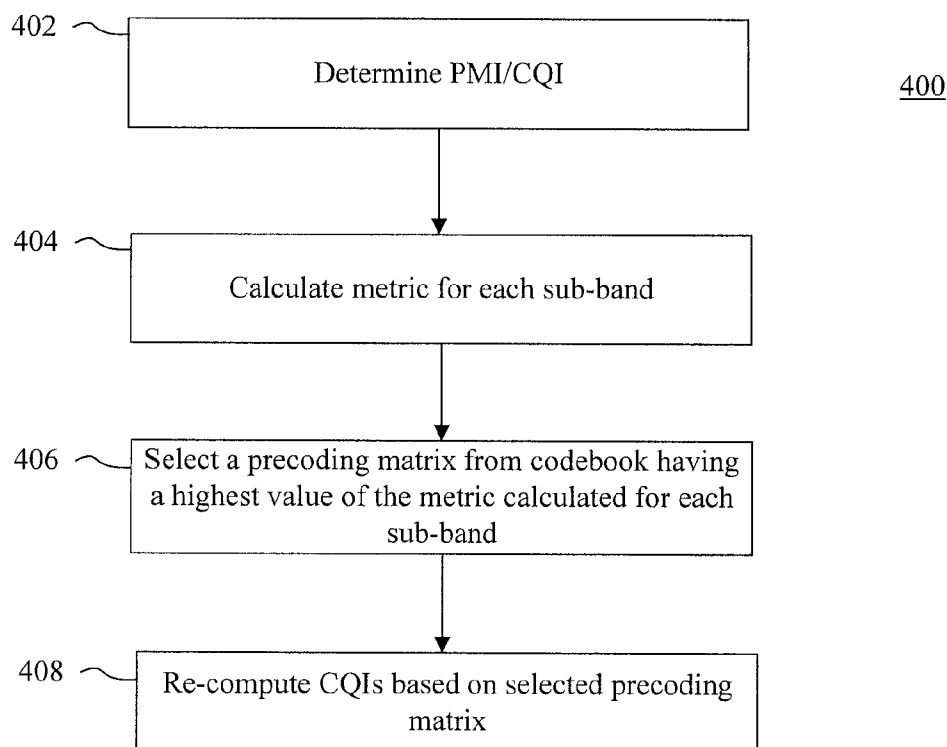 402
Determine PMI/CQI
400
404
Calculate metric for each sub-band
406
Select a precoding matrix from codebook having
a highest value of the metric calculated for each
sub-band
408
Re-compute CQIs based on selected precoding
matrix